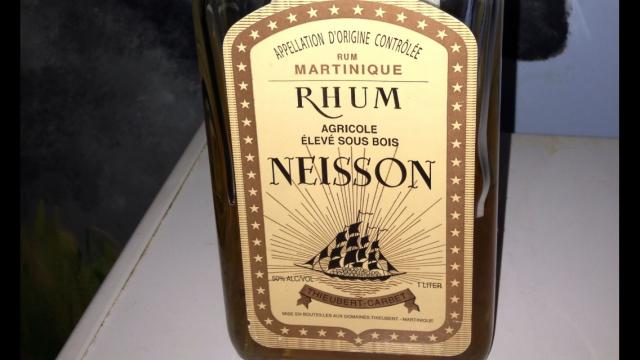 APPELLATION D'ORIGINE CONTRÔLÉE
RUM
MARTINIQUE
RHUM
AGRICOLE
ÉLEVÉ SOUS BOIS
NEISSON
50% ALC/VOL
1 LITER
THIEUBERT-CARBET
MISE EN BOUTEILLES AUX DOMAINES THIEUBERT - MARTINIQUE